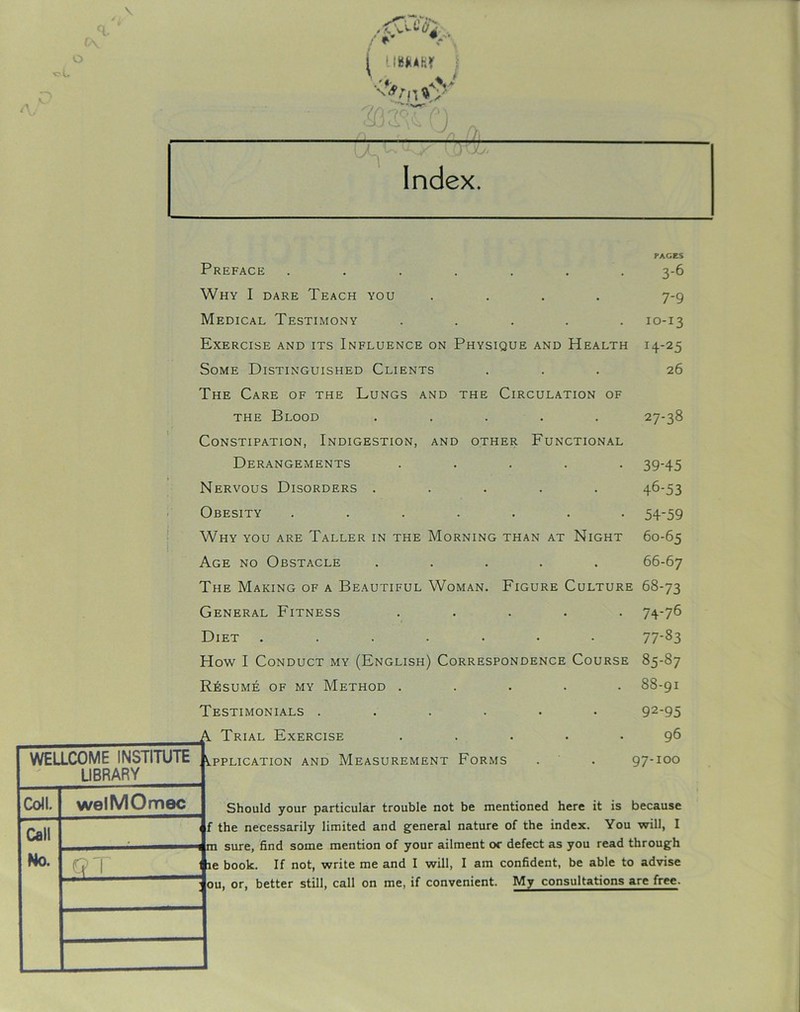 LIBRARY
Index.
PAGES
PREFACE . . . . . . . 3-6
WHY I DARE TEACH YOU . . . . 7-9
MEDICAL TESTIMONY . . . . . 10-13
EXERCISE AND ITS INFLUENCE ON PHYSIQUE AND HEALTH 14-25
SOME DISTINGUISHED CLIENTS . . . 26
THE CARE OF THE LUNGS AND THE CIRCULATION OF
THE BLOOD . . . . . 27-38
CONSTIPATION, INDIGESTION, AND OTHER FUNCTIONAL
DERANGEMENTS . . . . . 39-45
NERVOUS DISORDERS . . . . . 46-53
OBESITY . . . . . . . 54-59
WHY YOU ARE TALLER IN THE MORNING THAN AT NIGHT 60-65
AGE NO OBSTACLE . . . . . 66-67
THE MAKING OF A BEAUTIFUL WOMAN. FIGURE CULTURE 68-73
GENERAL FITNESS . . . . . 74-76
DIET . . . . . . . 77-83
HOW I CONDUCT MY (ENGLISH) CORRESPONDENCE COURSE 85-87
RÉSUMÉ OF MY METHOD . . . . . 88-91
TESTIMONIALS . . . . . . 92-95
A TRIAL EXERCISE . . . . . 96
APPLICATION AND MEASUREMENT FORMS . . 97-100
Should your particular trouble not be mentioned here it is because
f the necessarily limited and general nature of the index. You will, I
m sure, find some mention of your ailment or defect as you read through
he book. If not, write me and I will, I am confident, be able to advise
you, or, better still, call on me, if convenient. My consultations are free.
WELLCOME INSTITUTE
LIBRARY
Coll. welMOmec
Call
No. QT